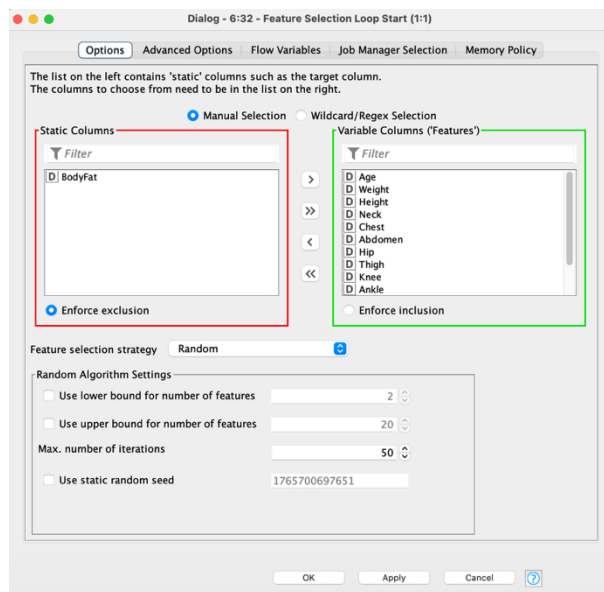 Dialog - 6:32 - Feature Selection Loop Start (1:1)
Options Advanced Options Flow Variables Job Manager Selection Memory Policy
The list on the left contains 'static' columns such as the target column.
The columns to choose from need to be in the list on the right.
Manual Selection Wildcard/Regex Selection
Static Columns
Filter
D BodyFat
Enforce exclusion
>
>>
<
<<
Variable Columns ('Features')
Filter
D Age
D Weight
D Height
D Neck
D Chest
D Abdomen
D Hip
D Thigh
D Knee
D Ankle
Enforce inclusion
Feature selection strategy Random
Random Algorithm Settings
Use lower bound for number of features 2
Use upper bound for number of features 20
Max. number of iterations 50
Use static random seed 1765700697651
OK Apply Cancel ?